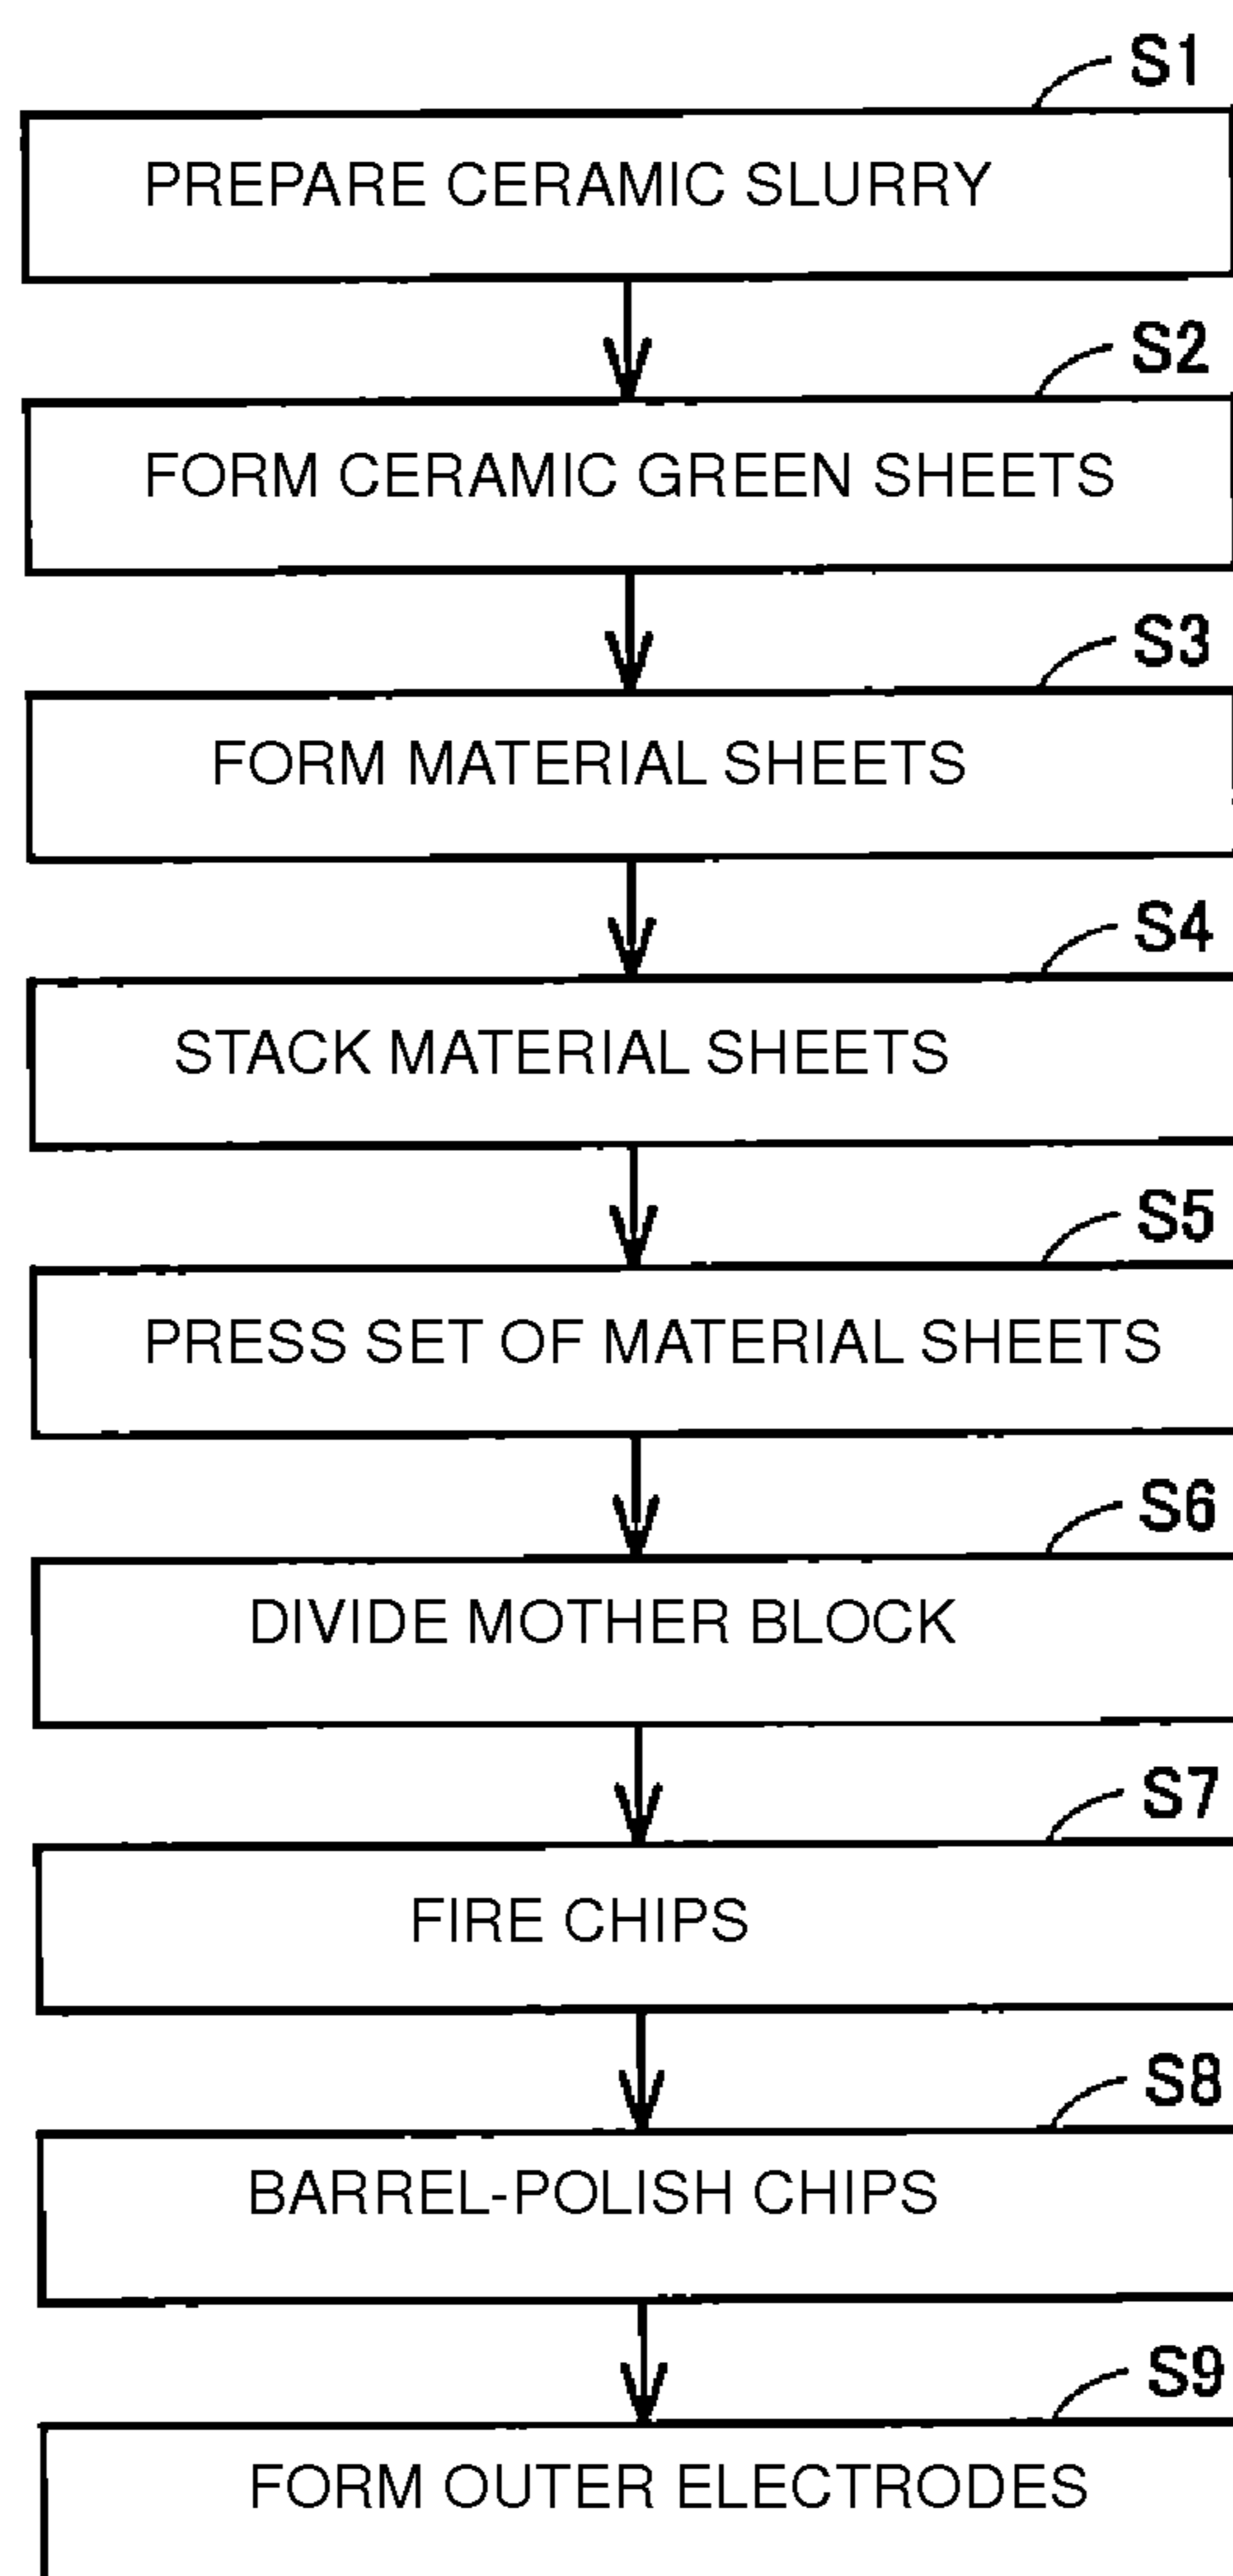 S1
PREPARE CERAMIC SLURRY
S2
FORM CERAMIC GREEN SHEETS
S3
FORM MATERIAL SHEETS
S4
STACK MATERIAL SHEETS
S5
PRESS SET OF MATERIAL SHEETS
S6
DIVIDE MOTHER BLOCK
S7
FIRE CHIPS
S8
BARREL-POLISH CHIPS
S9
FORM OUTER ELECTRODES